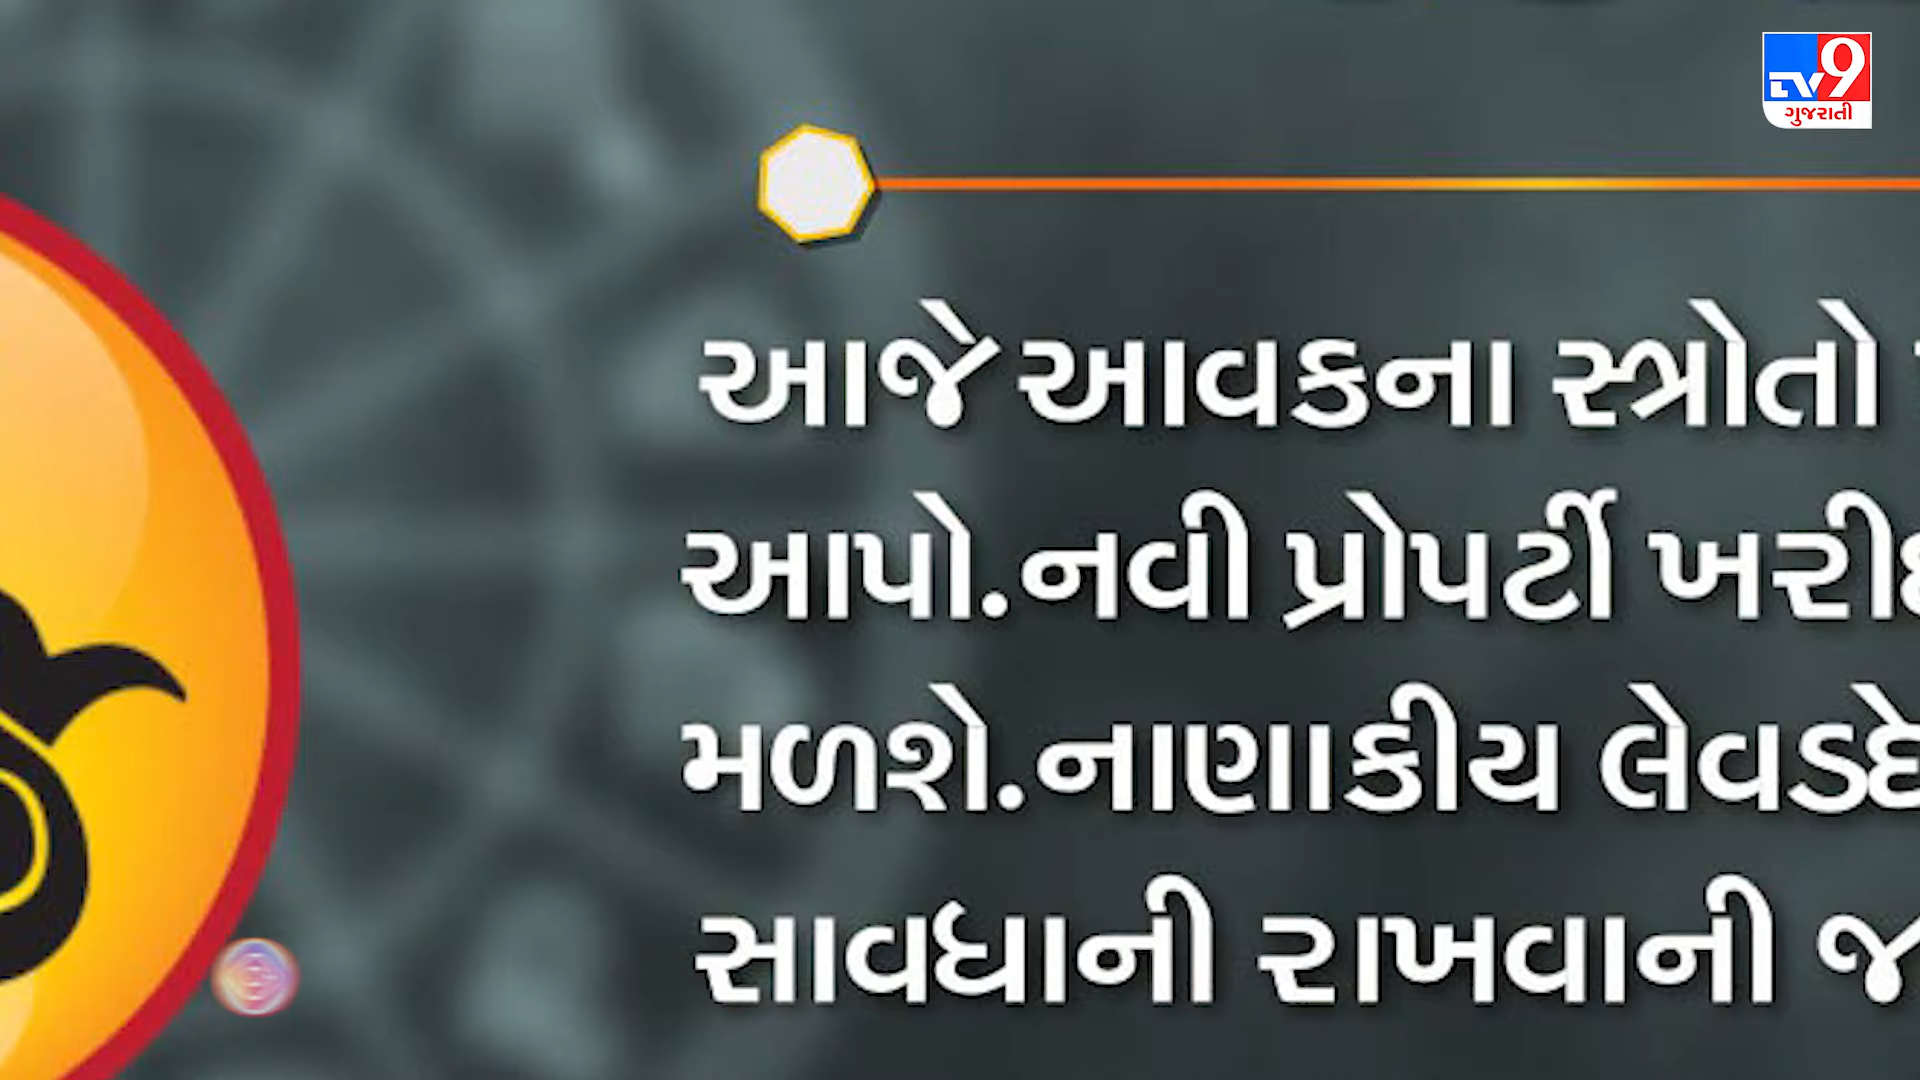 TV9
ગુજરાતી
આજે આવકના સ્ત્રોતો
આપો.નવી પ્રોપર્ટી
મળશે.નાણાકીય
સાવધાની રાખવાની